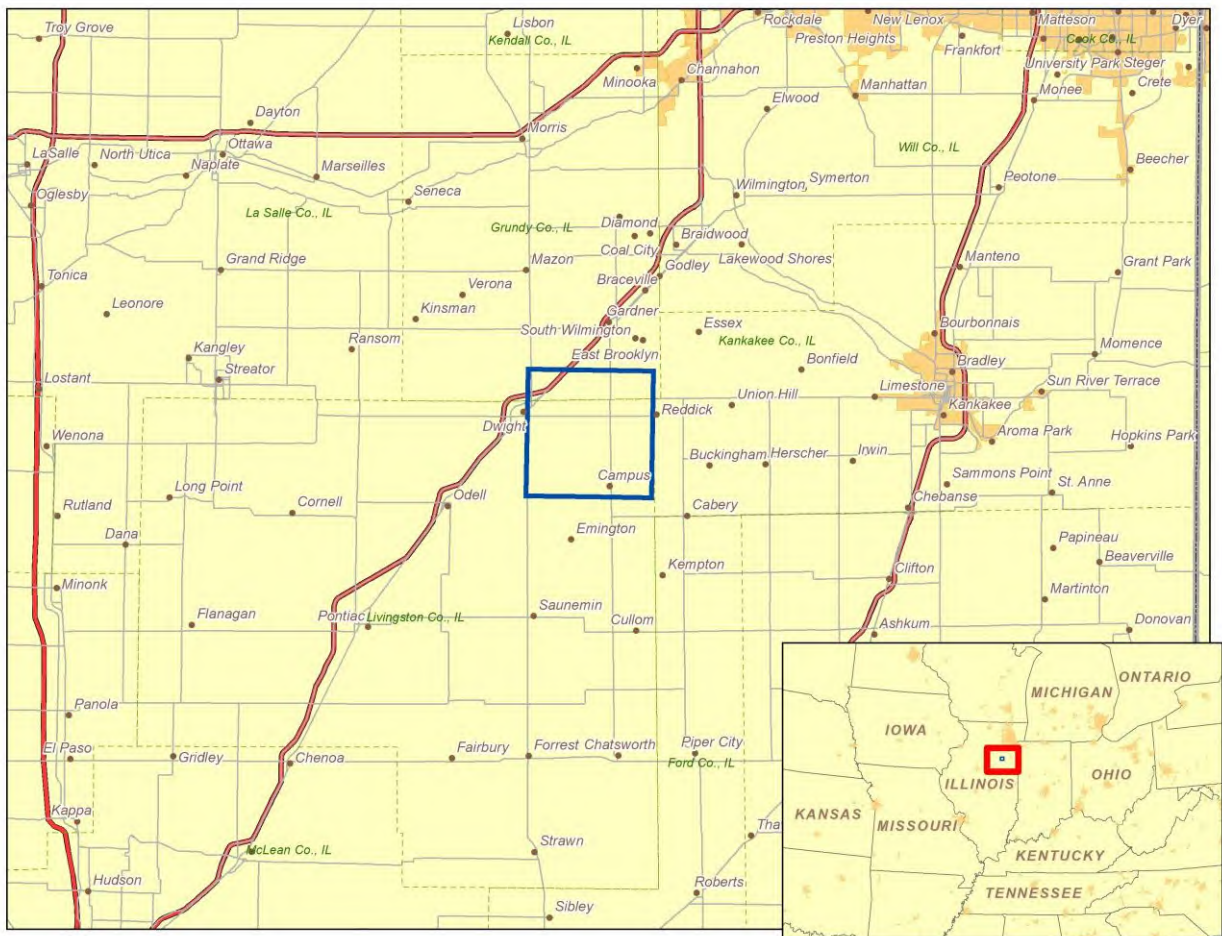 Troy Grove
Lisbon
Rockdale
New Lenox
Matteson
Dyer
Kendall Co., IL
Preston Heights
Frankfort
Cook Co., IL
Minooka
Channahon
University Park
Steger
Manhattan
Crete
Monee
Elwood
Dayton
Morris
LaSalle
North Utica
Ottawa
Naplate
Marseilles
Will Co., IL
Beecher
Oglesby
Seneca
Wilmington
Symerton
Peotone
La Salle Co., IL
Grundy Co., IL
Diamond
Coal City
Braidwood
Lakewood Shores
Grand Ridge
Mazon
Godley
Manteno
Grant Park
Tonica
Verona
Braceville
Leonore
Kinsman
Gardner
South Wilmington
Essex
Bourbonnais
Kankakee Co., IL
Kangley
Ransom
East Brooklyn
Bonfield
Bradley
Momence
Streator
Lostant
Limestone
Sun River Terrace
Union Hill
Kankakee
Dwight
Reddick
Wenona
Aroma Park
Hopkins Park
Buckingham
Herscher
Irwin
Campus
Sammons Point
St. Anne
Long Point
Rutland
Cornell
Odell
Cabery
Chebanse
Dana
Emington
Papineau
Beaverville
Minonk
Kempton
Clifton
Martinton
Flanagan
Pontiac
Livingston Co., IL
Saunemin
Cullom
Ashkum
Donovan
Panola
El Paso
Gridley
Chenoa
Fairbury
Forrest
Chatsworth
Piper City
Ford Co., IL
Kappa
McLean Co., IL
Strawn
Tha
Hudson
Roberts
Sibley
MICHIGAN
ONTARIO
IOWA
ILLINOIS
OHIO
KANSAS
MISSOURI
KENTUCKY
TENNESSEE